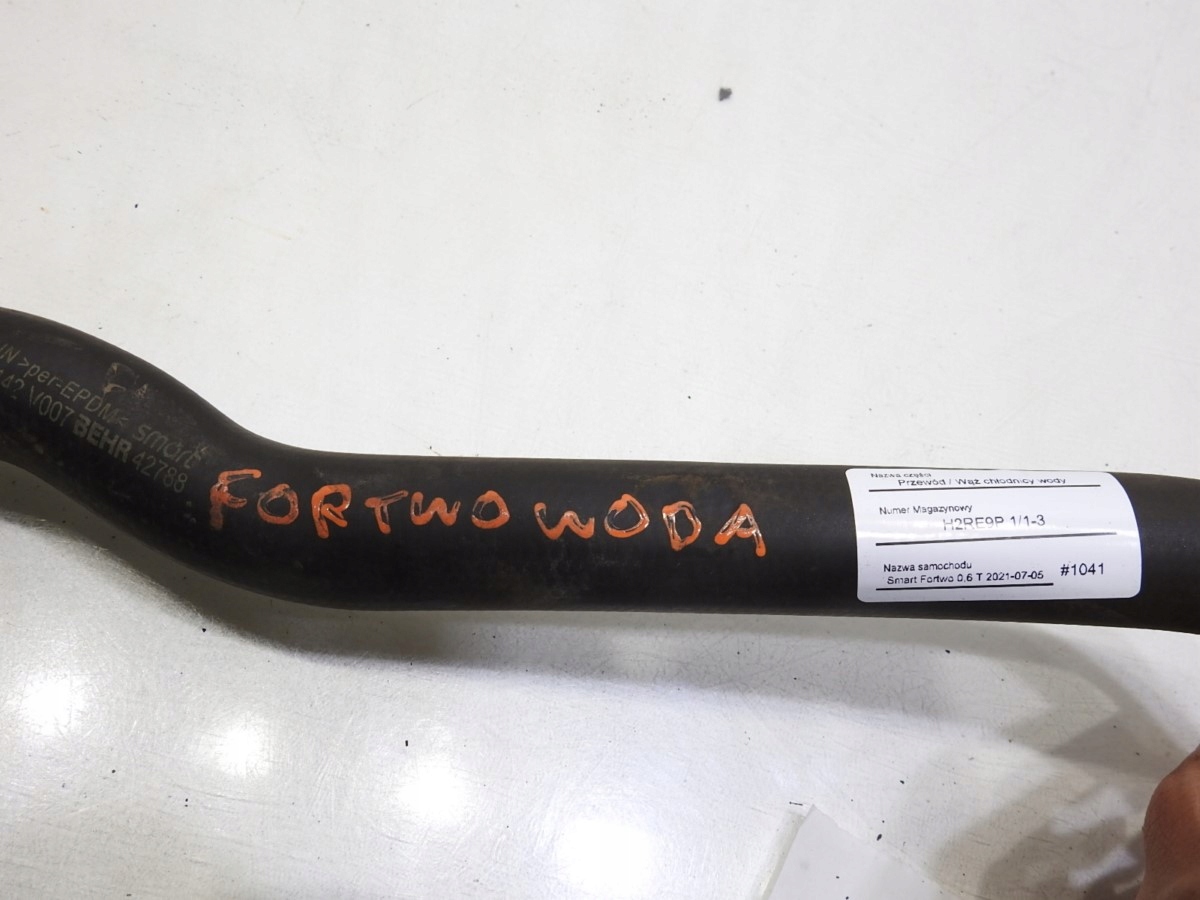 >per-EPDM< smart
V007 BEHR 42788
FORTWO WODA
Nazwa części
Przewód / Wąż chłodnicy wody
Numer Magazynowy
H2RE9P 1/1-3
Nazwa samochodu
Smart Fortwo 0,6 T 2021-07-05 #1041